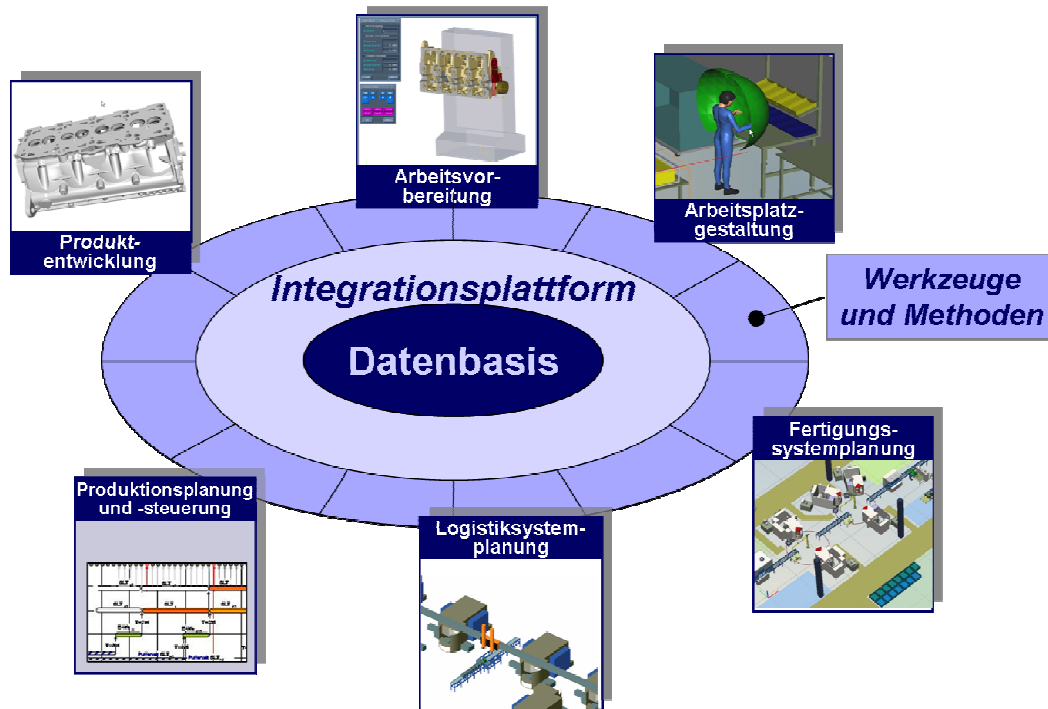 Arbeitsvor-
bereitung
Produkt-
entwicklung
Arbeitsplatz-
gestaltung
Integrationsplattform
Datenbasis
Werkzeuge
und Methoden
Fertigungs-
systemplanung
Produktionsplanung
und -steuerung
Logistiksystem-
planung